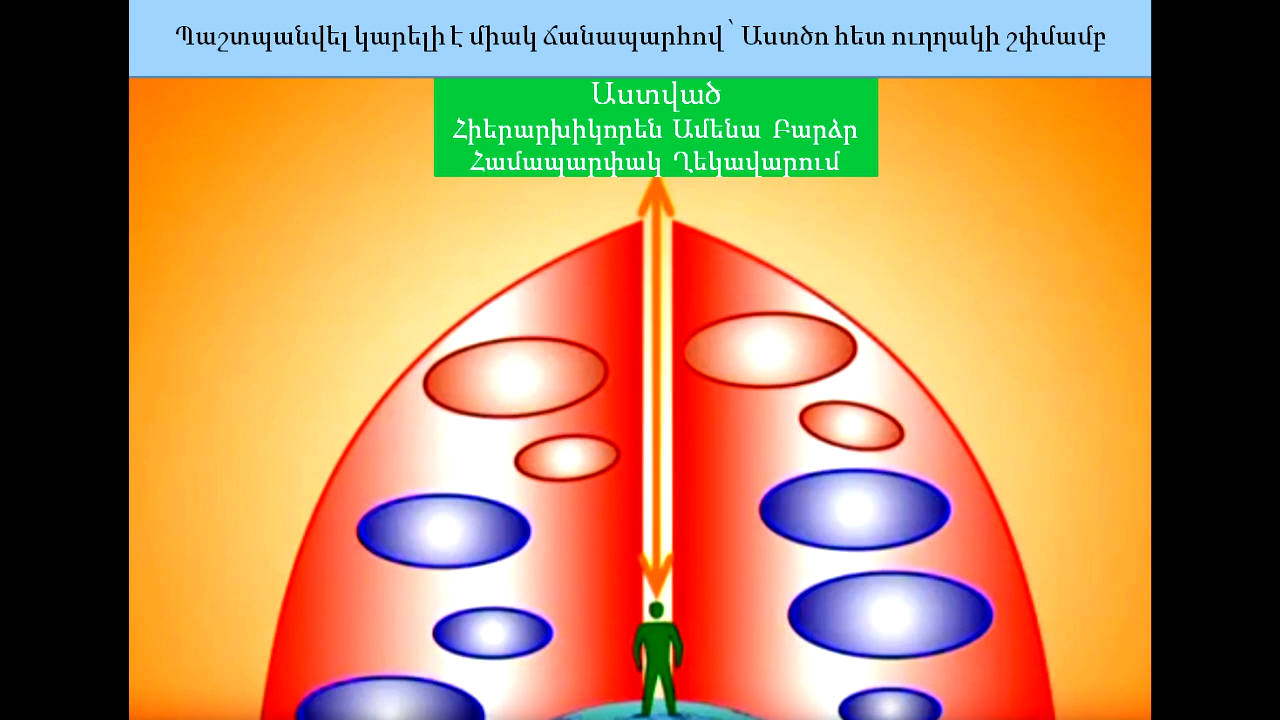 Պաշտպանվել կարելի է միակ ճանապարհով՝ Աստծո հետ ուղղակի շփմամբ
Աստված
Հիերարխիկորեն Ամենա Բարձր
Համապարփակ Ղեկավարում